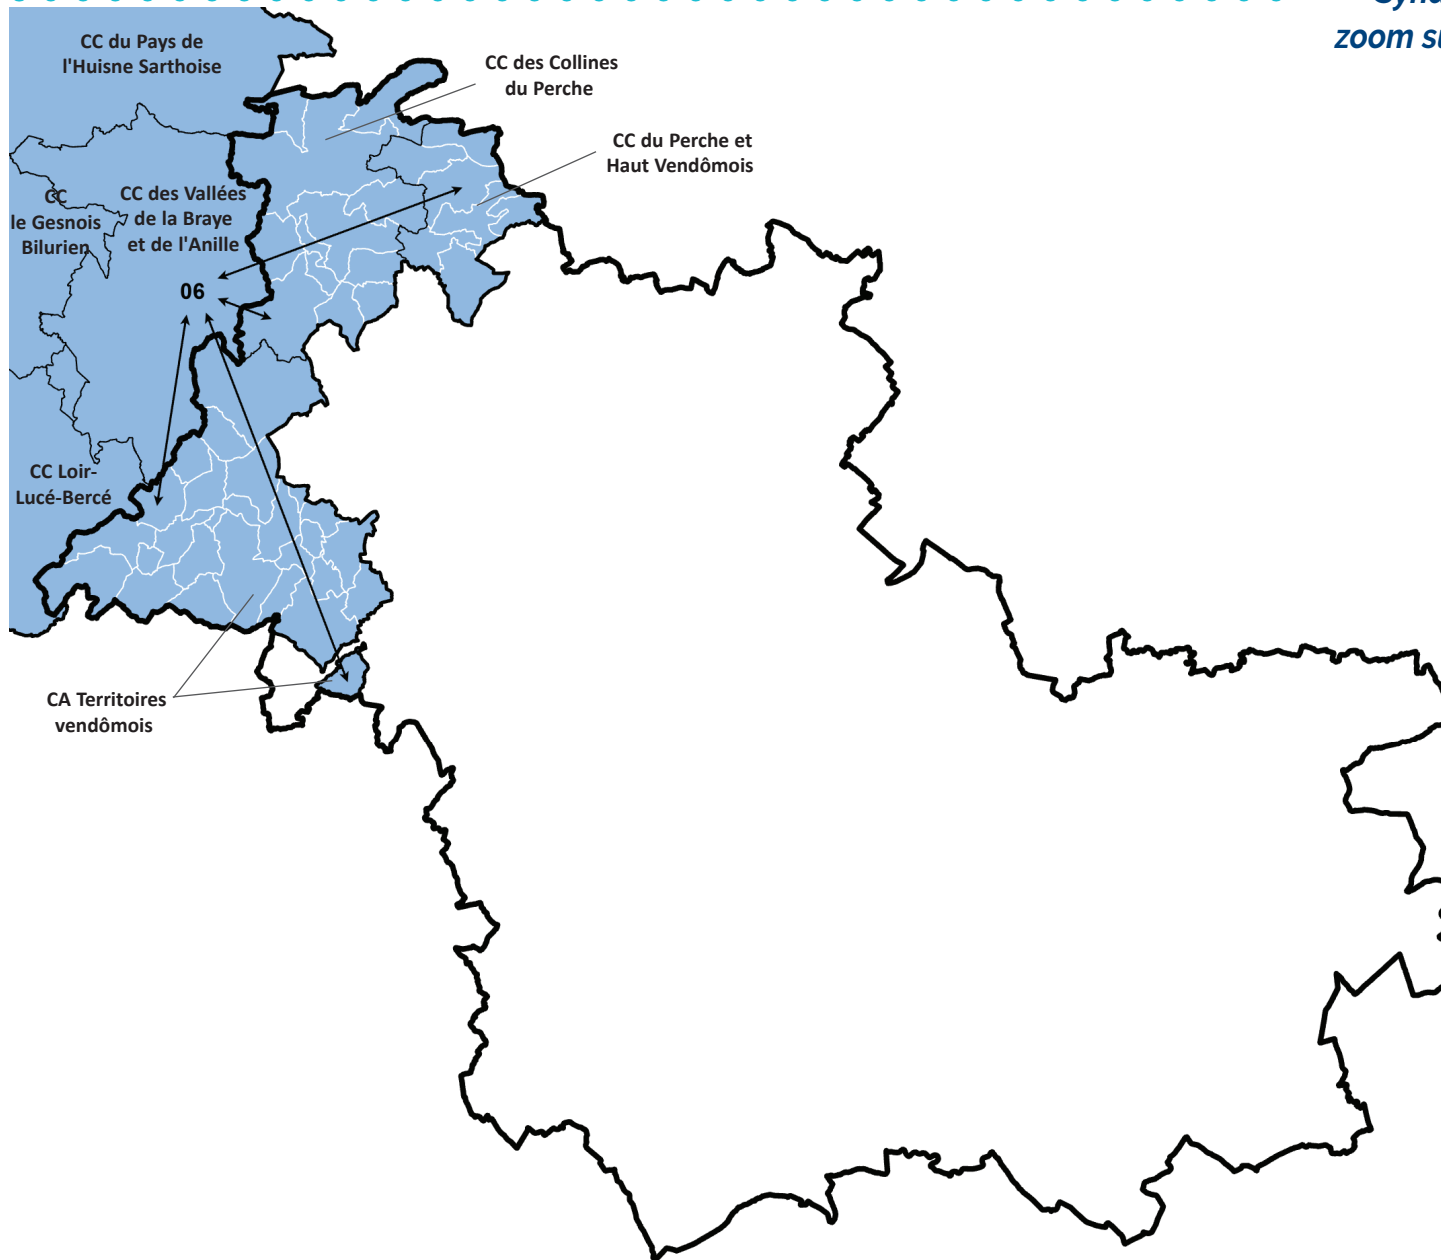 zoom
CC du Pays de
l'Huisne Sarthoise
CC des Collines
du Perche
CC du Perche et
Haut Vendômois
CC
le Gesnois
Bilurien
CC des Vallées
de la Braye
et de l'Anille
06
CC Loir-
Lucé-Bercé
CA Territoires
vendômois